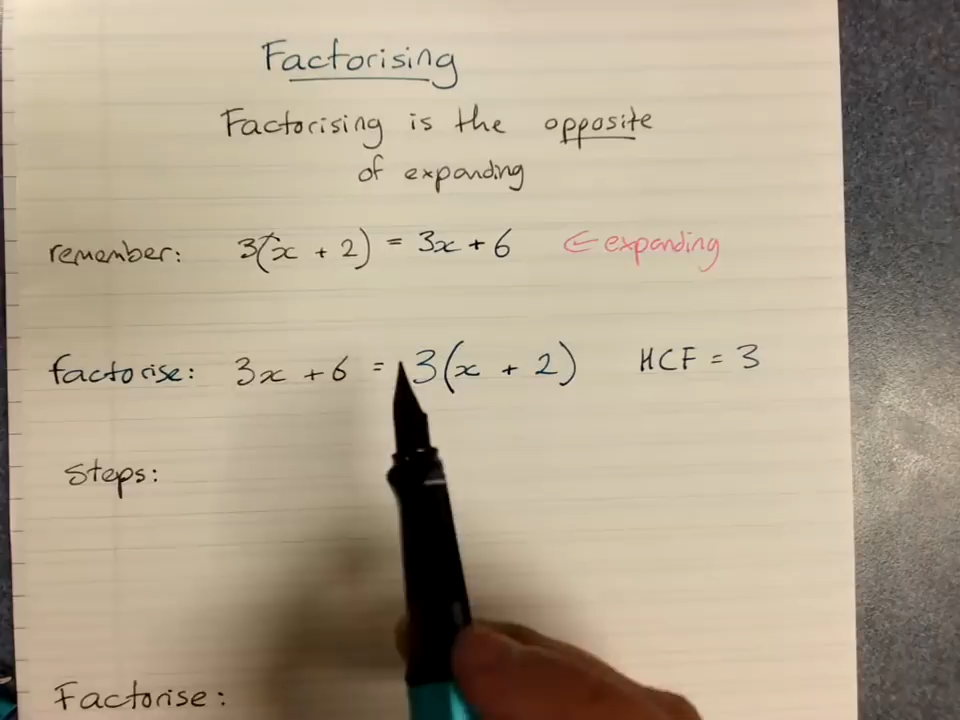 Factorising
Factorising is the opposite
of expanding
remember: 3(x + 2) = 3x + 6 ← expanding
factorise: 3x + 6 = 3(x + 2) HCF = 3
Steps:
Factorise: